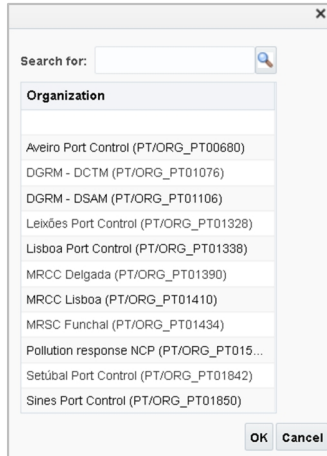 ×
Search for:
Organization
Aveiro Port Control (PT/ORG_PT00680)
DGRM - DCTM (PT/ORG_PT01076)
DGRM - DSAM (PT/ORG_PT01106)
Leixões Port Control (PT/ORG_PT01328)
Lisboa Port Control (PT/ORG_PT01338)
MRCC Delgada (PT/ORG_PT01390)
MRCC Lisboa (PT/ORG_PT01410)
MRSC Funchal (PT/ORG_PT01434)
Pollution response NCP (PT/ORG_PT015...
Setúbal Port Control (PT/ORG_PT01842)
Sines Port Control (PT/ORG_PT01850)
OK Cancel